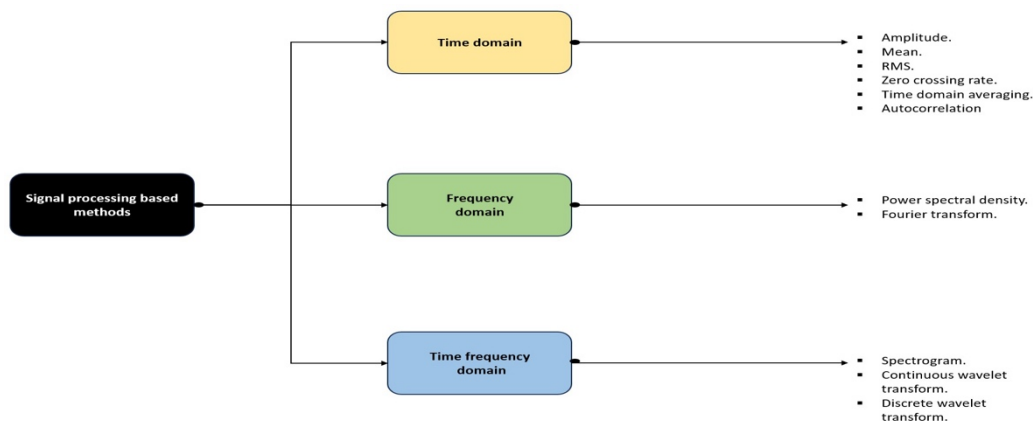 Time domain
▪ Amplitude.
▪ Mean.
▪ RMS.
▪ Zero crossing rate.
▪ Time domain averaging.
▪ Autocorrelation
Signal processing based
methods
Frequency
domain
▪ Power spectral density.
▪ Fourier transform.
Time frequency
domain
▪ Spectrogram.
▪ Continuous wavelet
transform.
▪ Discrete wavelet
transform.